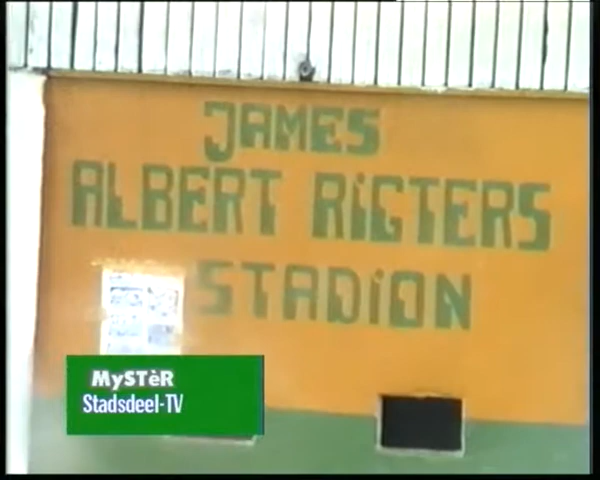 JAMES
ALBERT RiGTERS
STADiON
MySTèR
Stadsdeel-TV